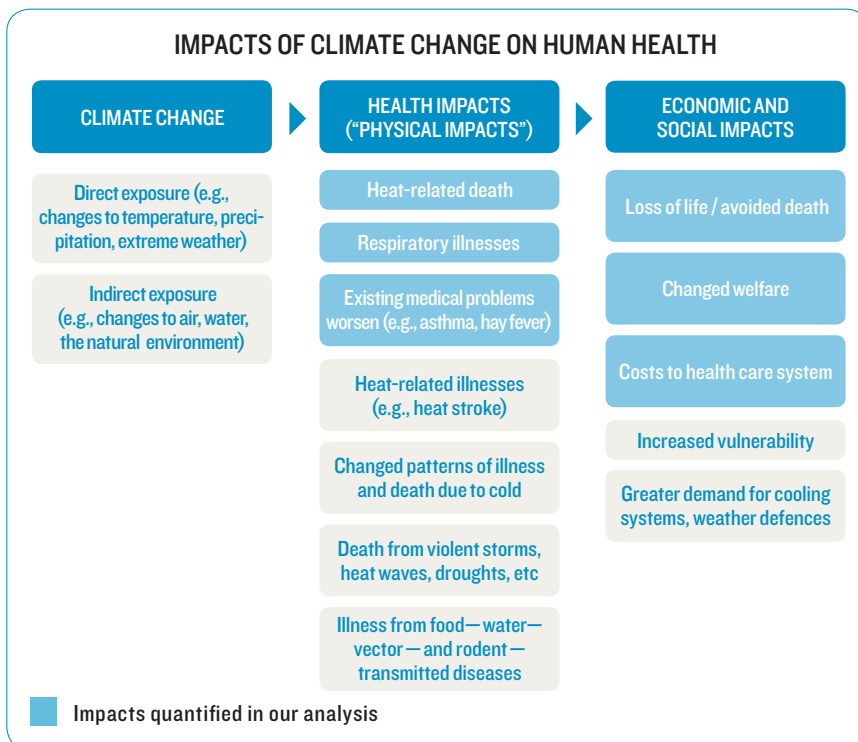 IMPACTS OF CLIMATE CHANGE ON HUMAN HEALTH
CLIMATE CHANGE
Direct exposure (e.g.,
changes to temperature, preci-
pitation, extreme weather)
Indirect exposure
(e.g., changes to air, water,
the natural environment)
HEALTH IMPACTS
(“PHYSICAL IMPACTS”)
Heat-related death
Respiratory illnesses
Existing medical problems
worsen (e.g., asthma, hay fever)
Heat-related illnesses
(e.g., heat stroke)
Changed patterns of illness
and death due to cold
Death from violent storms,
heat waves, droughts, etc
Illness from food— water—
vector — and rodent —
transmitted diseases
ECONOMIC AND
SOCIAL IMPACTS
Loss of life / avoided death
Changed welfare
Costs to health care system
Increased vulnerability
Greater demand for cooling
systems, weather defences
Impacts quantified in our analysis